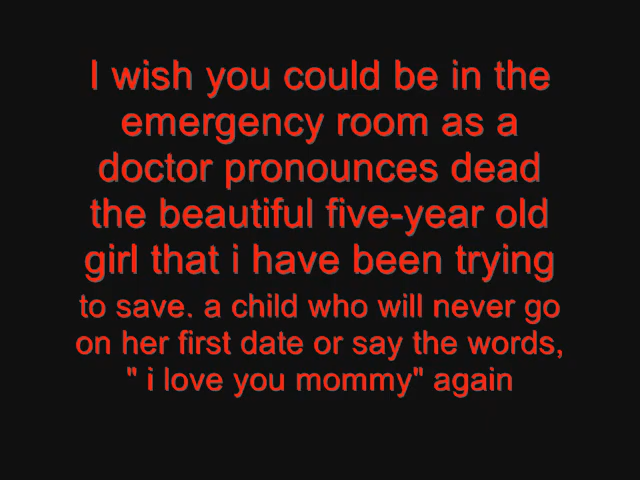 I wish you could be in the
emergency room as a
doctor pronounces dead
the beautiful five-year old
girl that i have been trying
to save. a child who will never go
on her first date or say the words,
" i love you mommy" again